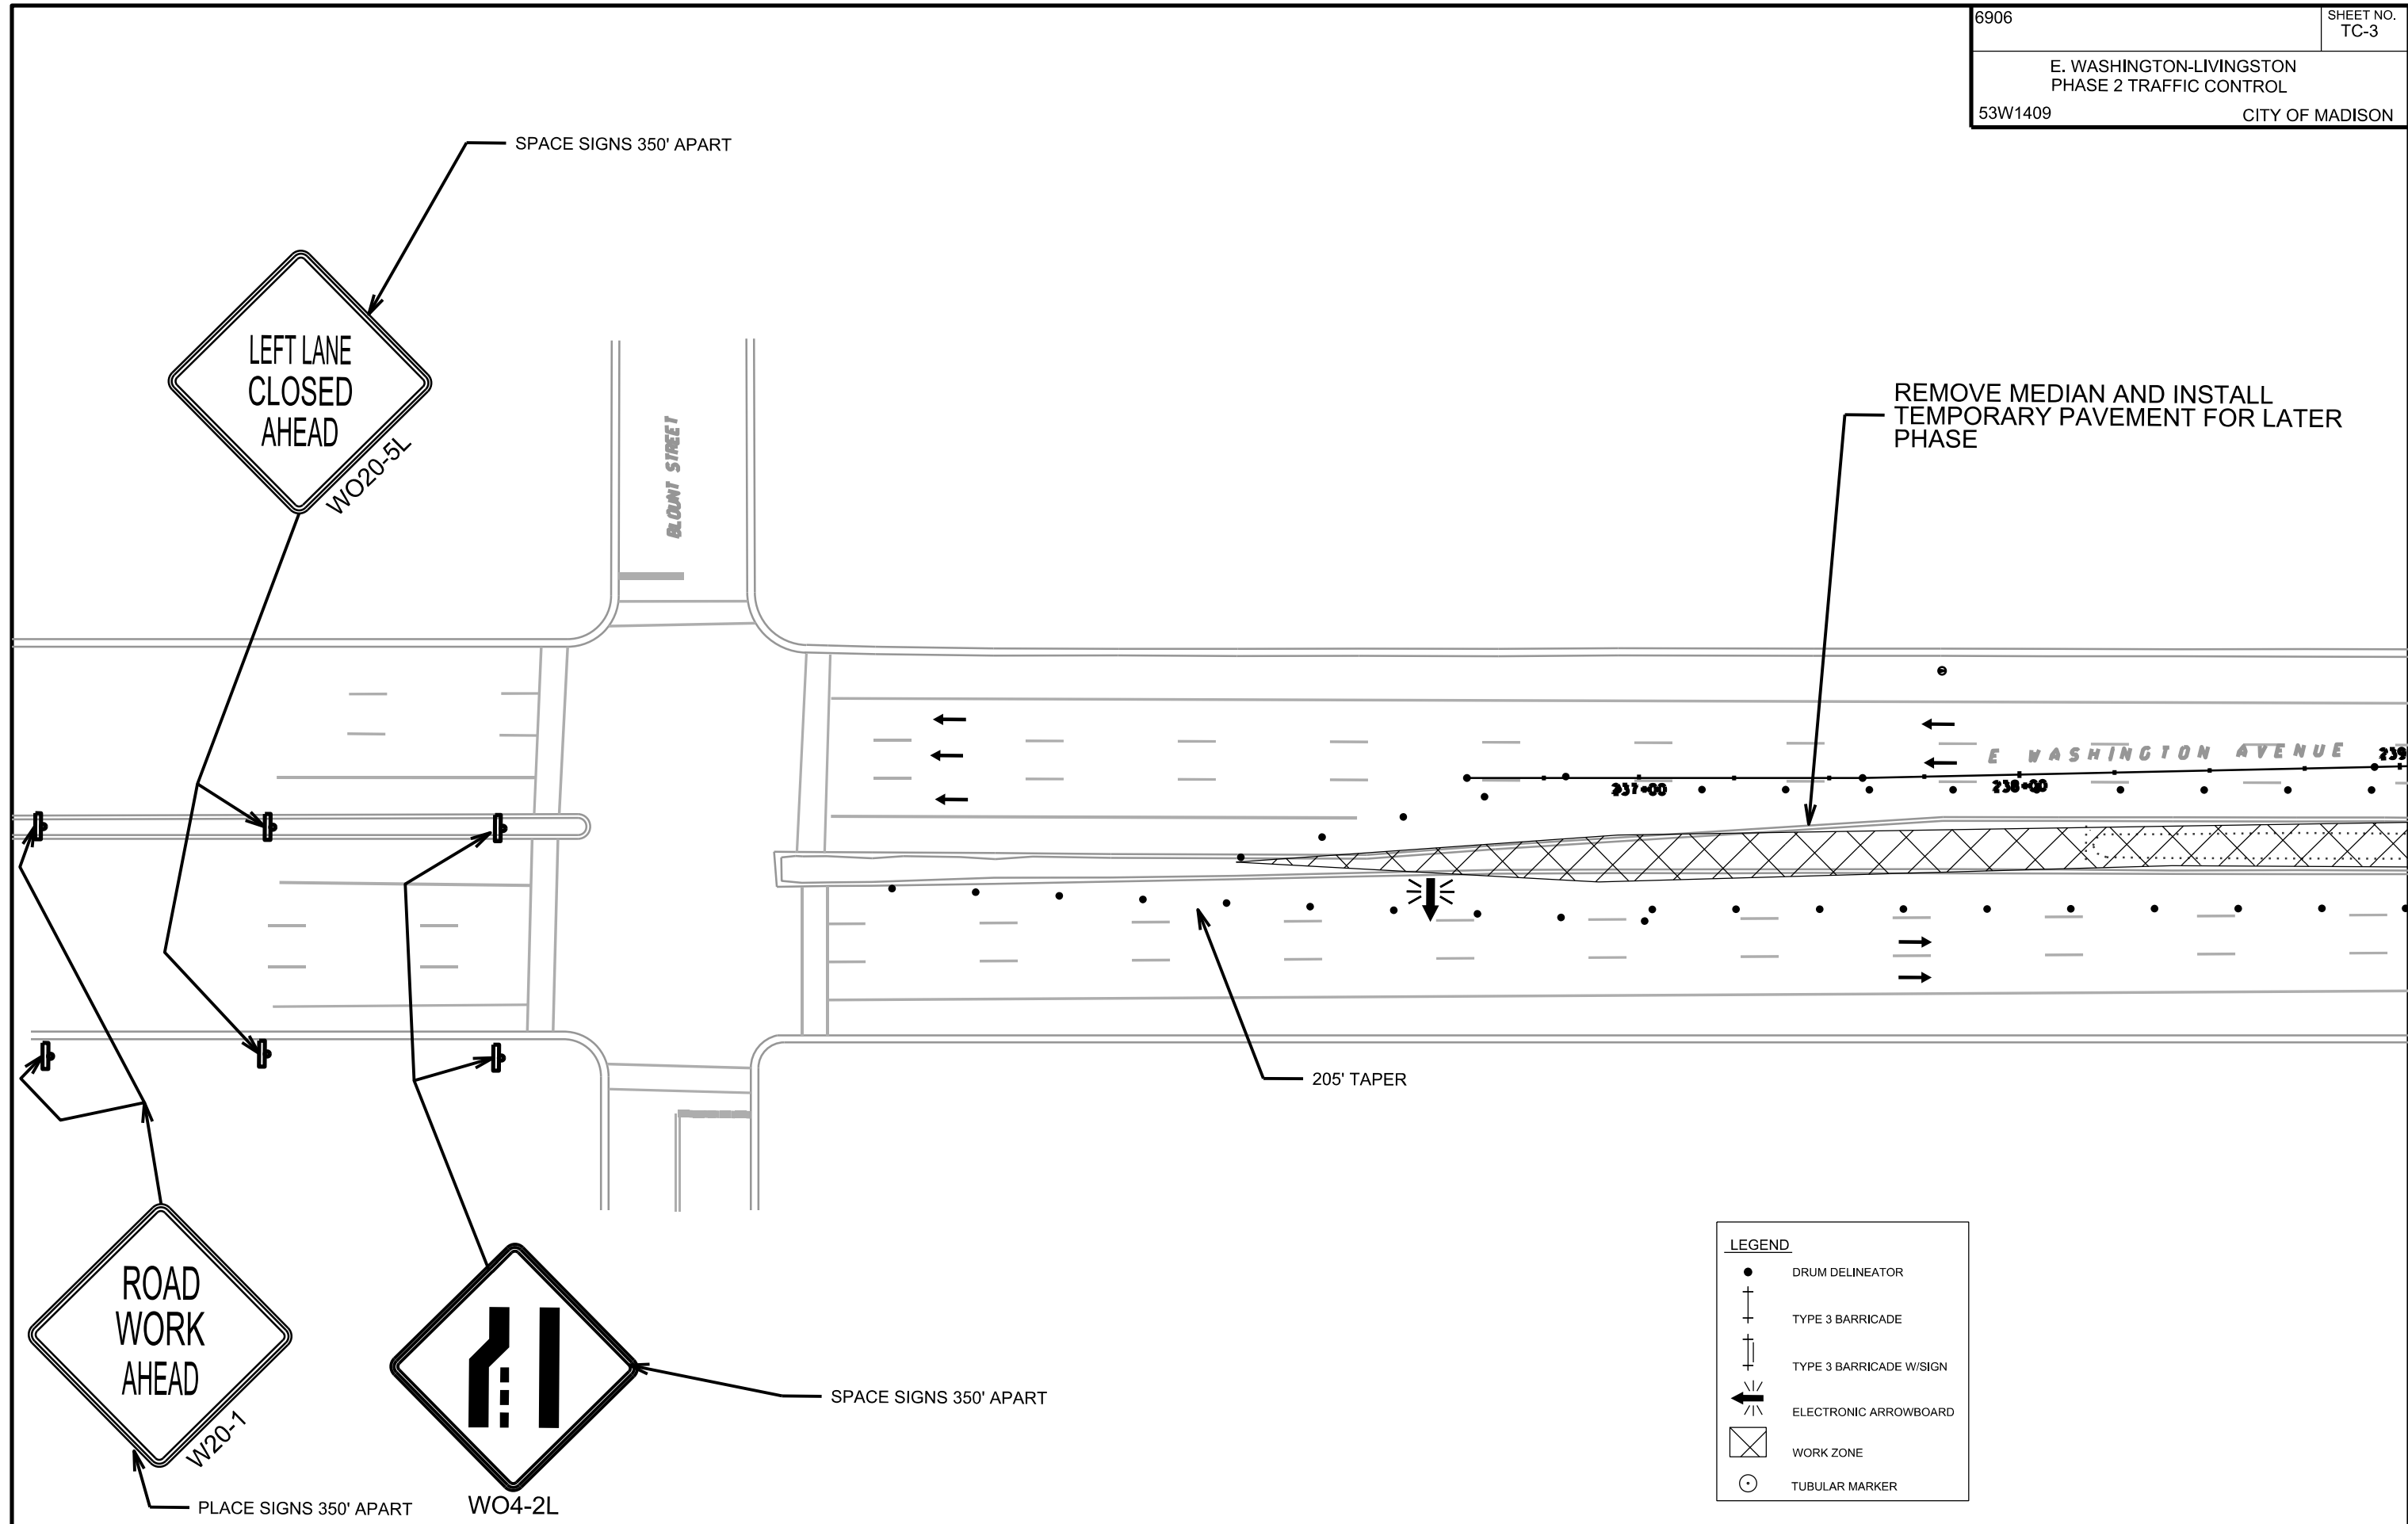 6906
SHEET NO.
TC-3
E. WASHINGTON-LIVINGSTON
PHASE 2 TRAFFIC CONTROL
53W1409
CITY OF MADISON
SPACE SIGNS 350' APART
LEFT LANE
CLOSED
AHEAD
WO20-5L
BLOUNT STREET
REMOVE MEDIAN AND INSTALL
TEMPORARY PAVEMENT FOR LATER
PHASE
E WASHINGTON AVENUE
239
237+00
238+00
205' TAPER
ROAD
WORK
AHEAD
W20-1
PLACE SIGNS 350' APART
WO4-2L
SPACE SIGNS 350' APART
LEGEND
DRUM DELINEATOR
TYPE 3 BARRICADE
TYPE 3 BARRICADE W/SIGN
ELECTRONIC ARROWBOARD
WORK ZONE
TUBULAR MARKER